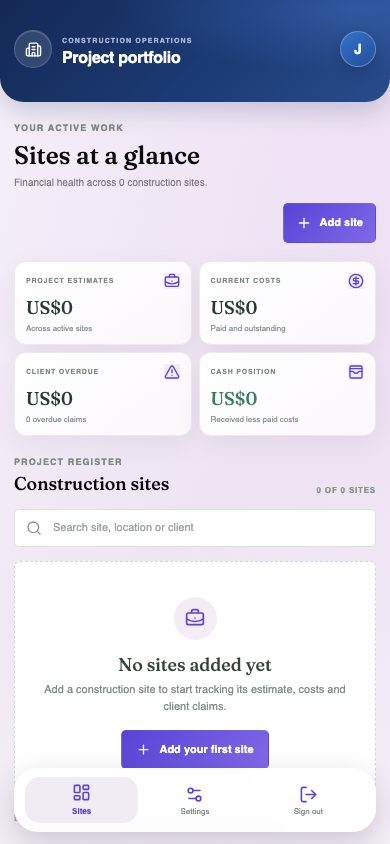 CONSTRUCTION OPERATIONS
Project portfolio
J
YOUR ACTIVE WORK
Sites at a glance
Financial health across 0 construction sites.
Add site
PROJECT ESTIMATES
US$0
Across active sites
CURRENT COSTS
US$0
Paid and outstanding
CLIENT OVERDUE
US$0
0 overdue claims
CASH POSITION
US$0
Received less paid costs
PROJECT REGISTER
Construction sites
0 OF 0 SITES
Search site, location or client
No sites added yet
Add a construction site to start tracking its estimate, costs and
client claims.
Add your first site
Sites
Settings
Sign out